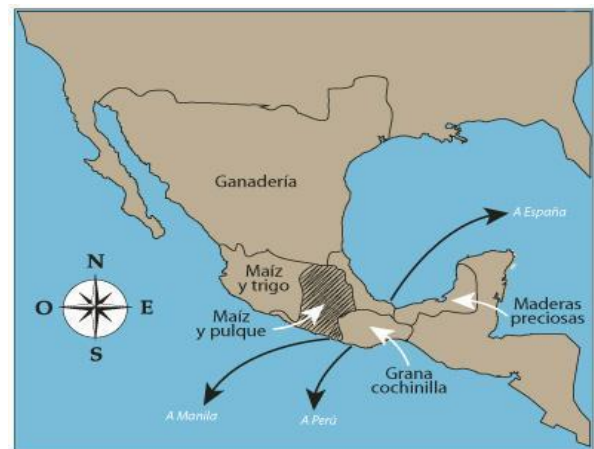 Ganadería
A España
Maíz
y trigo
N
O
E
S
Maíz
y pulque
Maderas
preciosas
Grana
cochinilla
A Manila
A Perú